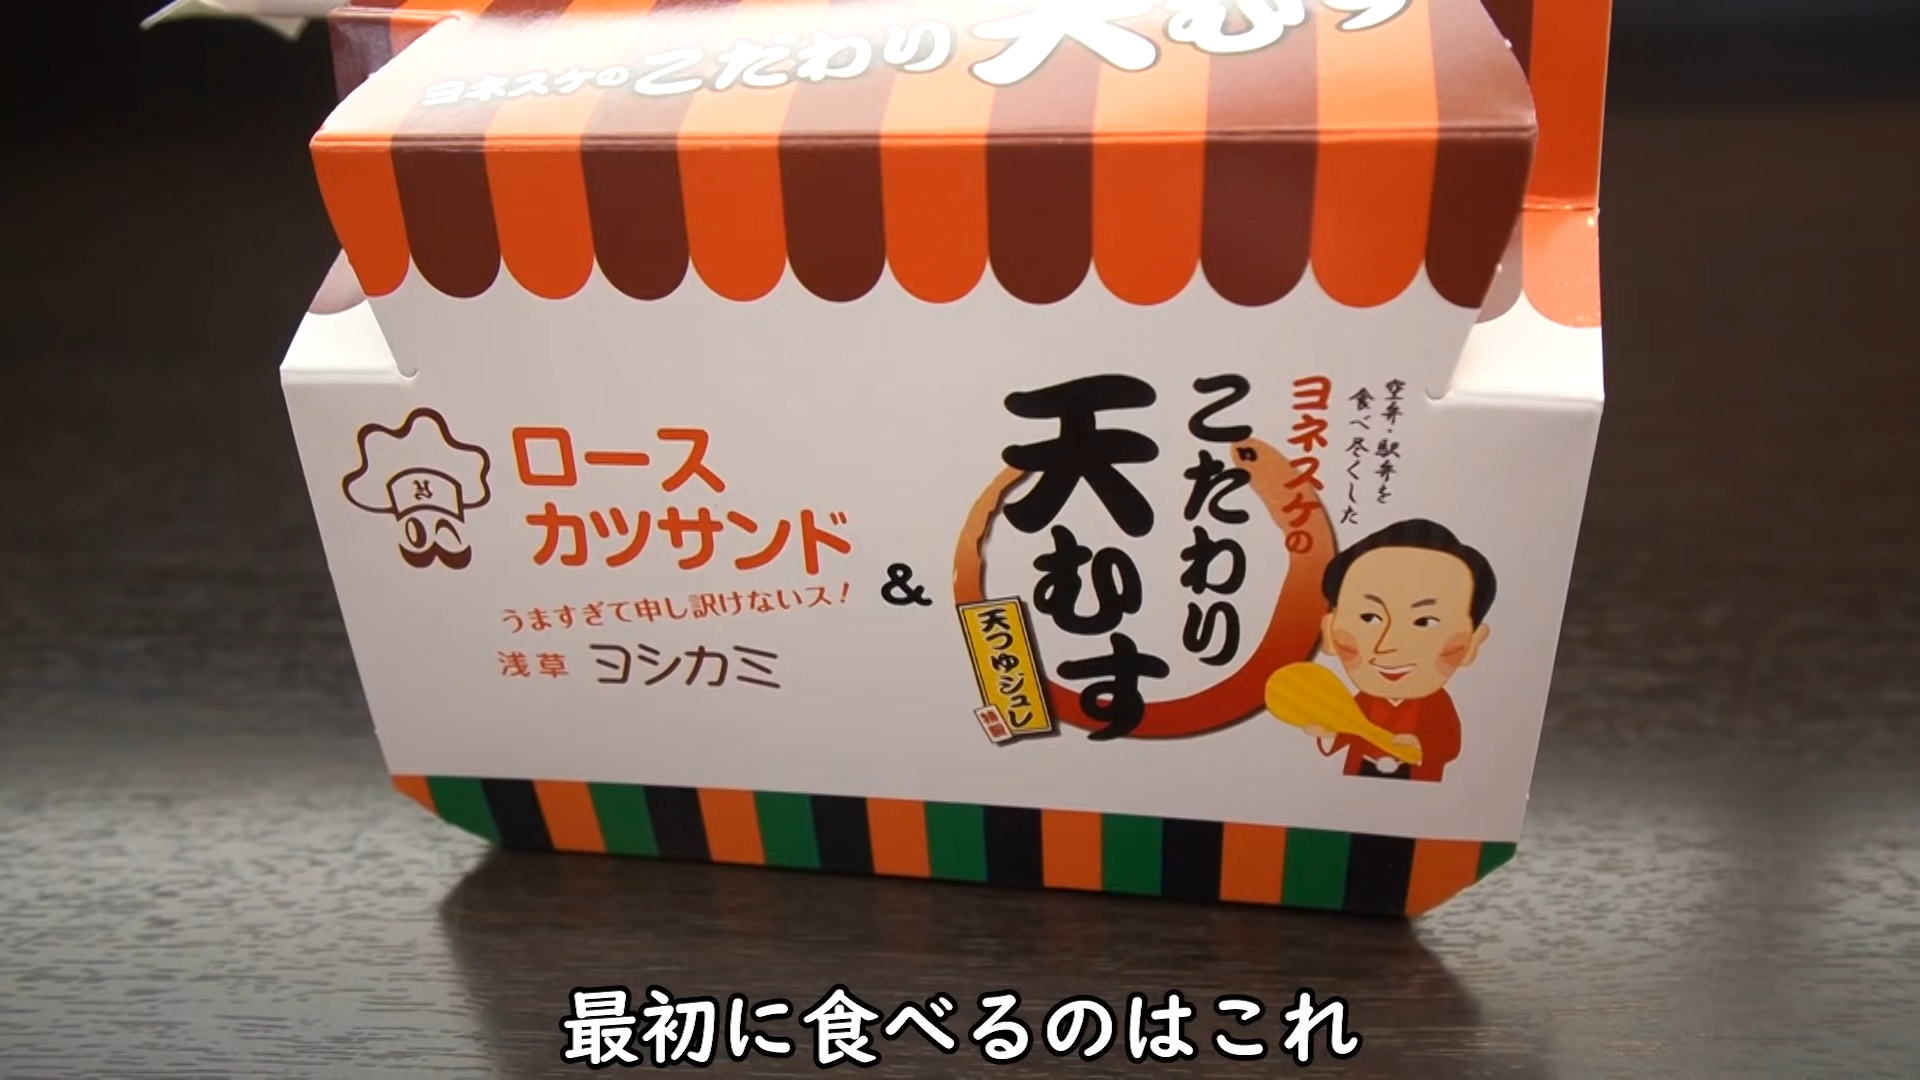 ヨネスケのこだわり天むす
ロース
カツサンド
うますぎて申し訳けないス!
浅草 ヨシカミ
&
空弁・駅弁を
食べ尽くした
ヨネスケの
こだわり
天むす
天つゆジュレ
特製
最初に食べるのはこれ